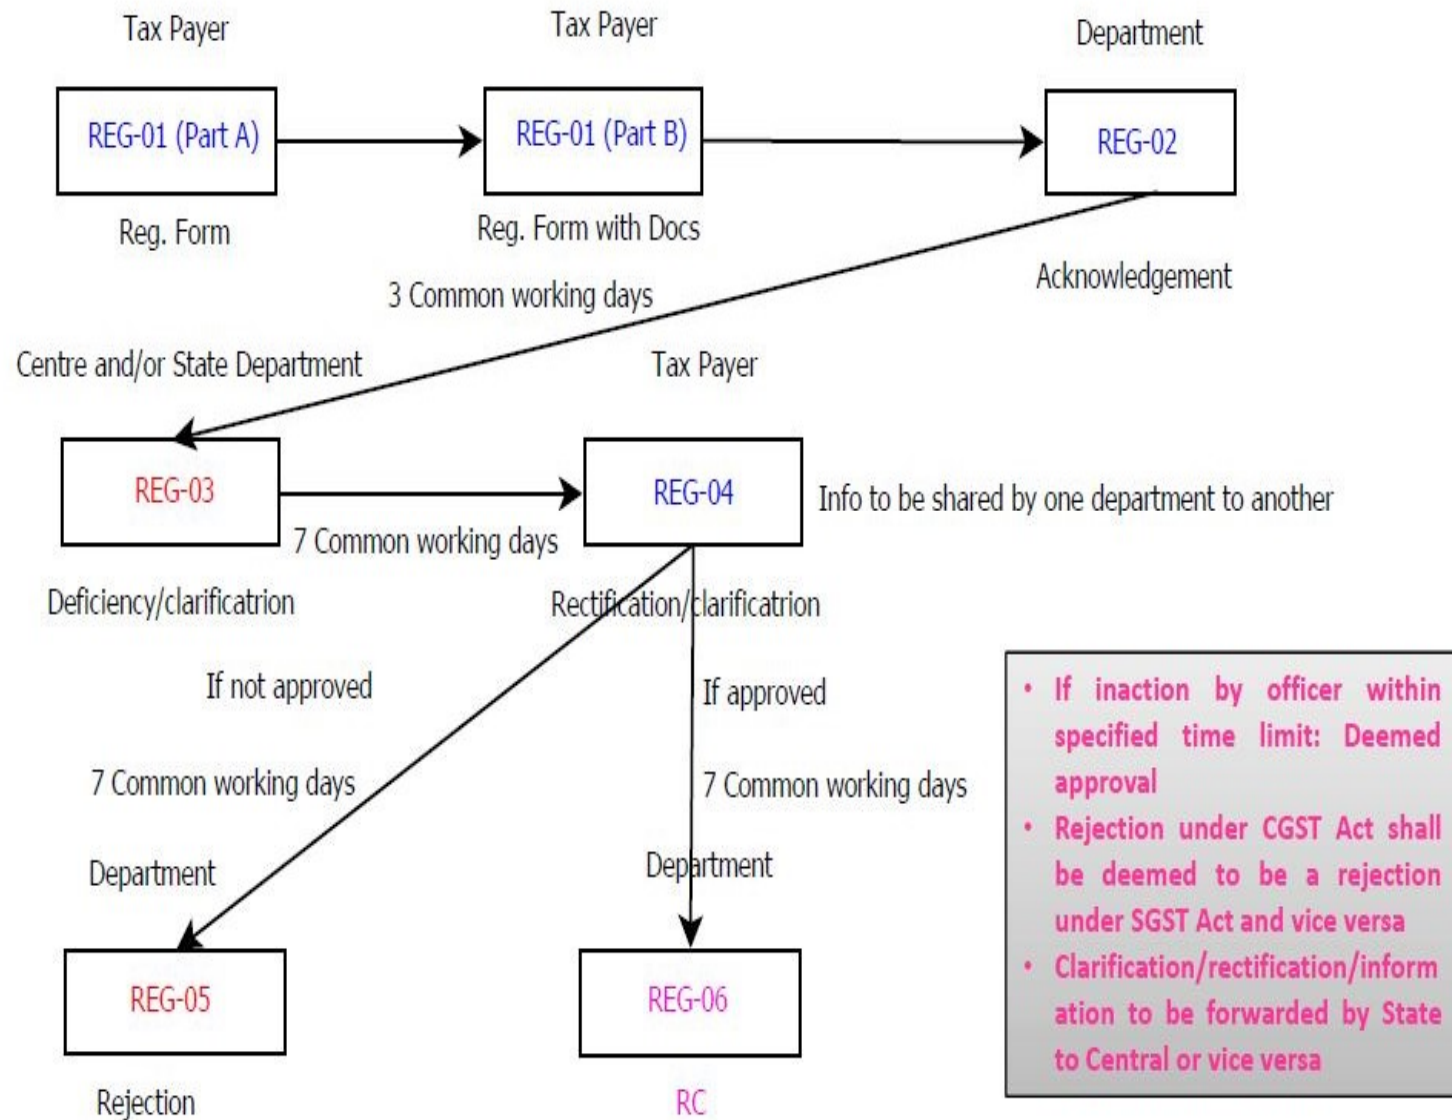 Tax Payer
Tax Payer
Department
REG-01 (Part A)
REG-01 (Part B)
REG-02
Reg. Form
Reg. Form with Docs
Acknowledgement
3 Common working days
Centre and/or State Department
Tax Payer
REG-03
REG-04
Info to be shared by one department to another
7 Common working days
Deficiency/clarificatrion
Rectification/clarificatrion
If not approved
If approved
7 Common working days
7 Common working days
Department
Department
REG-05
REG-06
Rejection
RC
• If inaction by officer within
specified time limit: Deemed
approval
• Rejection under CGST Act shall
be deemed to be a rejection
under SGST Act and vice versa
• Clarification/rectification/inform
ation to be forwarded by State
to Central or vice versa